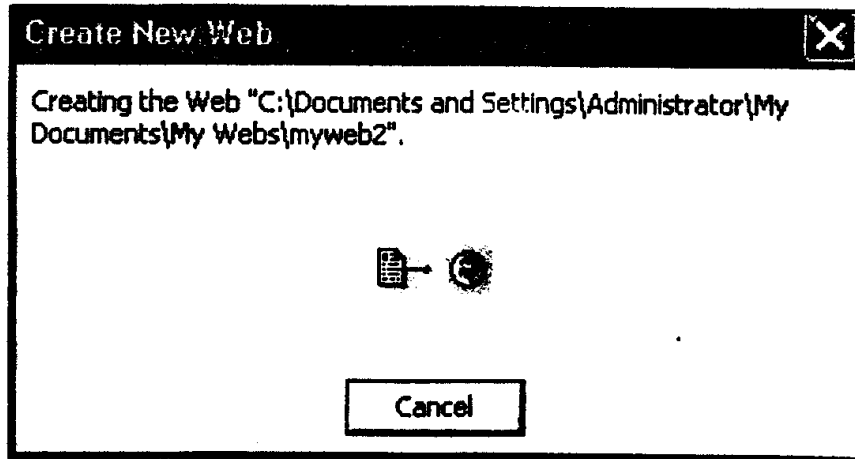 Create New Web
Creating the Web "C:\Documents and Settings\Administrator\My
Documents\My Webs\myweb2".
Cancel